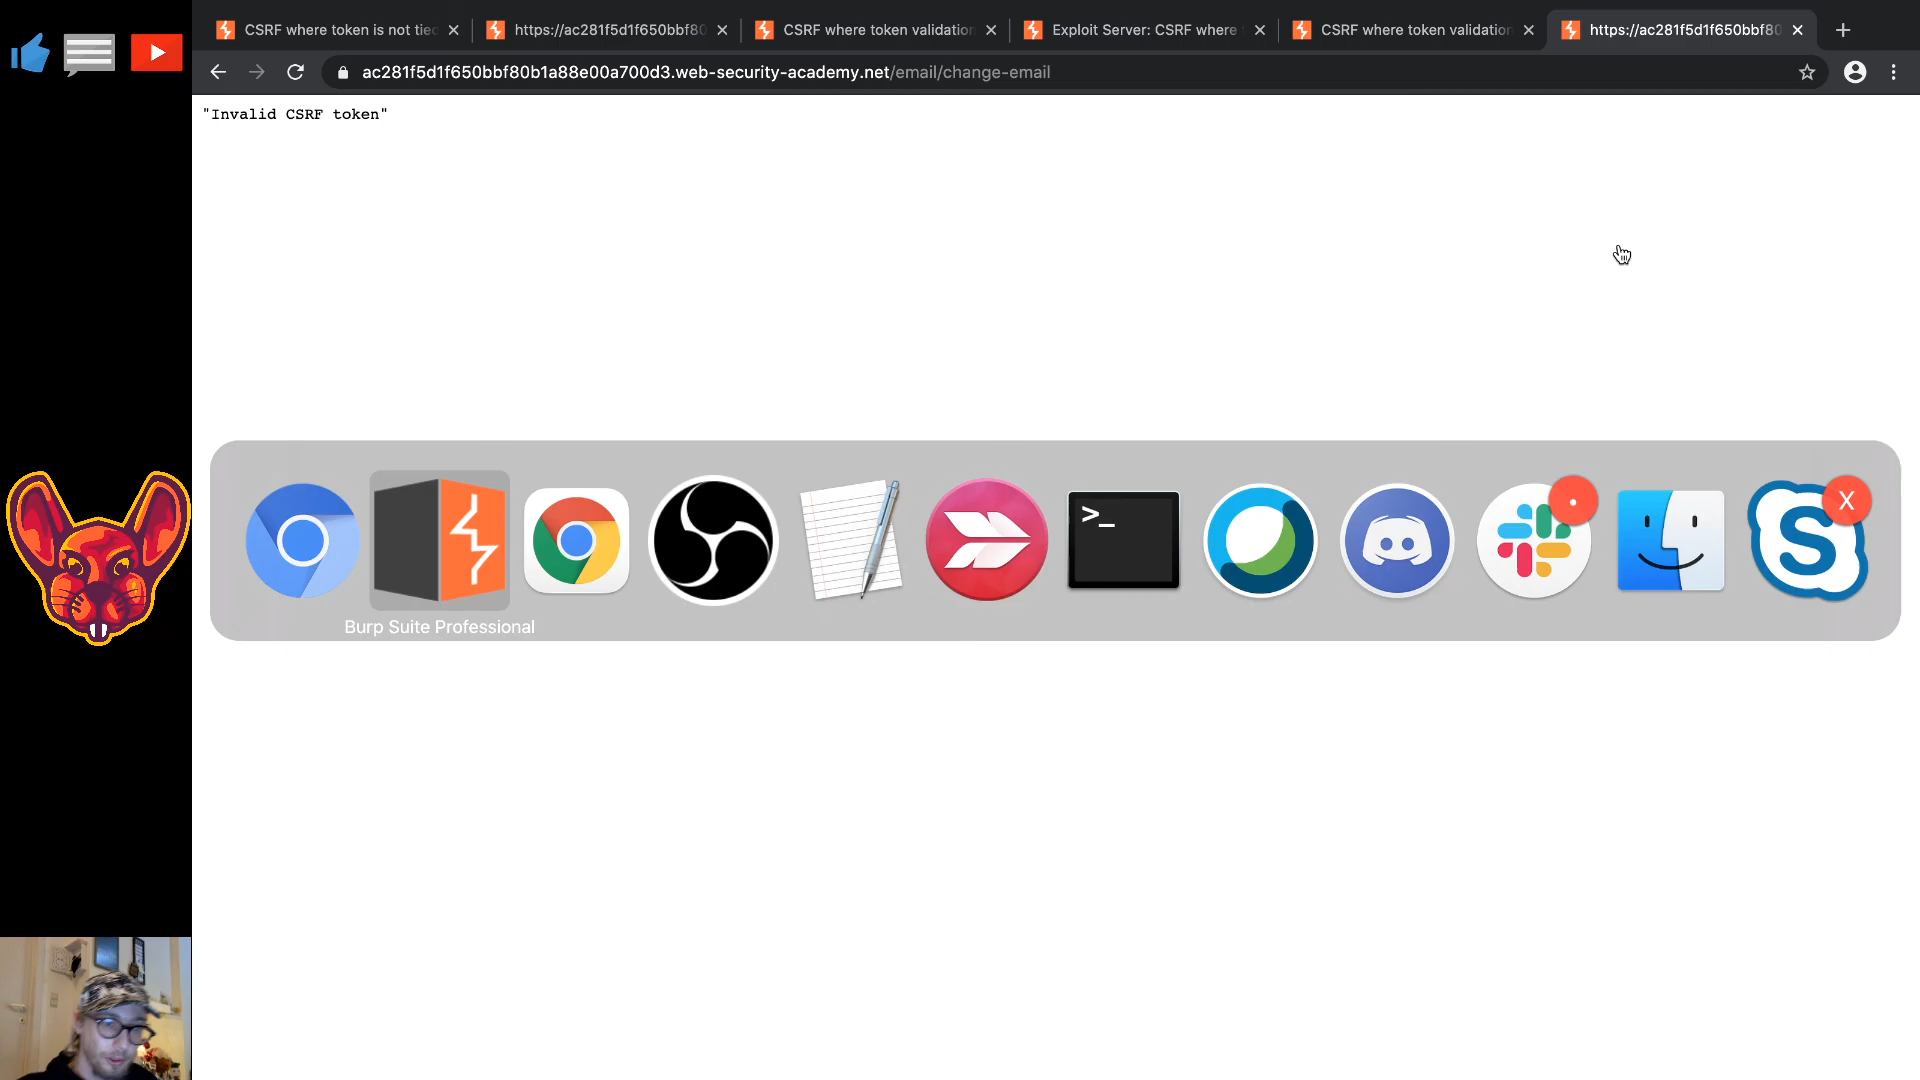 CSRF where token is not tied
https://ac281f5d1f650bbf80
CSRF where token validation
Exploit Server: CSRF where
CSRF where token validation
https://ac281f5d1f650bbf80
ac281f5d1f650bbf80b1a88e00a700d3.web-security-academy.net/email/change-email
"Invalid CSRF token"
>_
S
X
Burp Suite Professional